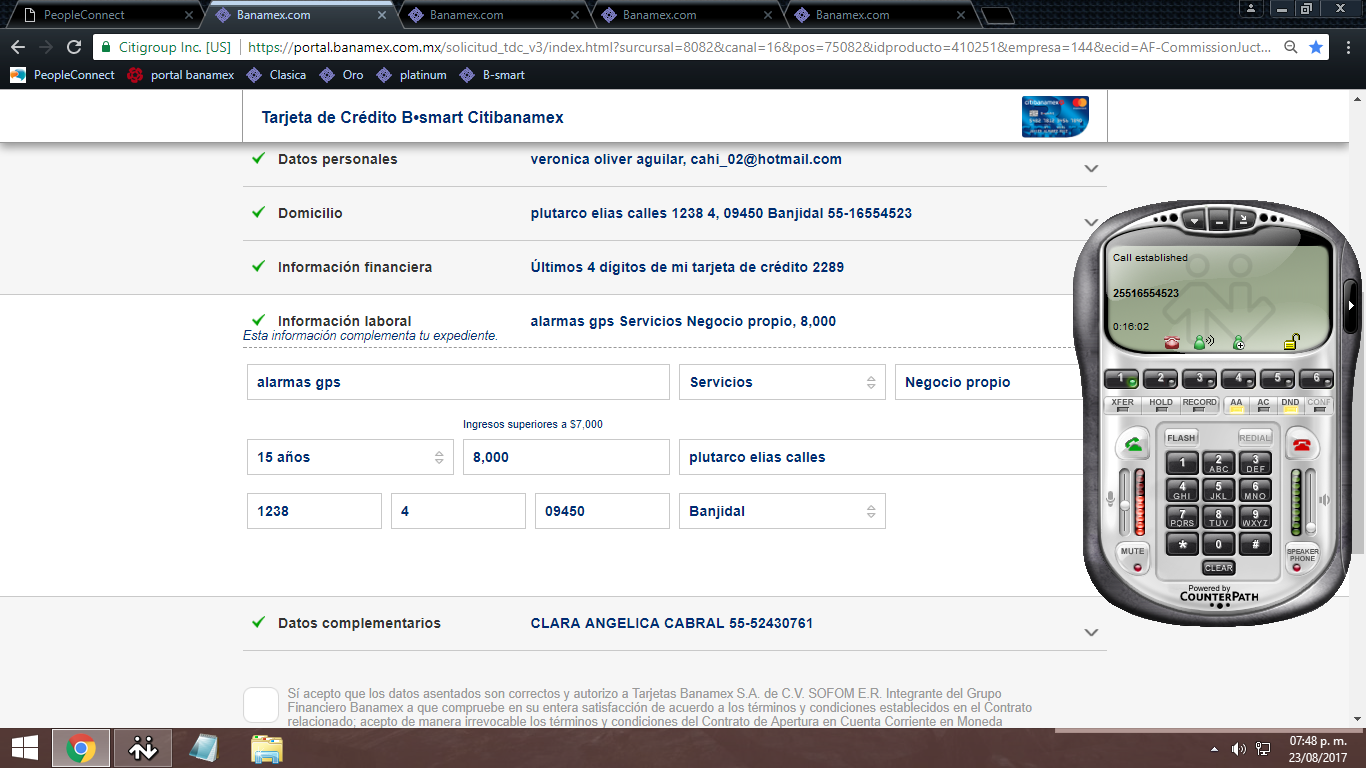 PeopleConnect
Banamex.com
Banamex.com
Banamex.com
Banamex.com
Citigroup Inc. [US]
https://portal.banamex.com.mx/solicitud_tdc_v3/index.html?surcursal=8082&canal=16&pos=75082&idproducto=410251&empresa=144&ecid=AF-CommissionJuct...
PeopleConnect
portal banamex
Clasica
Oro
platinum
B-smart
Tarjeta de Crédito B•smart Citibanamex
citibanamex
Datos personales
veronica oliver aguilar, cahi_02@hotmail.com
Domicilio
plutarco elias calles 1238 4, 09450 Banjidal 55-16554523
Información financiera
Últimos 4 dígitos de mi tarjeta de crédito 2289
Información laboral
alarmas gps Servicios Negocio propio, 8,000
Esta información complementa tu expediente.
alarmas gps
Servicios
Negocio propio
Ingresos superiores a $7,000
15 años
8,000
plutarco elias calles
1238
4
09450
Banjidal
Datos complementarios
CLARA ANGELICA CABRAL 55-52430761
Sí acepto que los datos asentados son correctos y autorizo a Tarjetas Banamex S.A. de C.V. SOFOM E.R. Integrante del Grupo
Financiero Banamex a que compruebe en su entera satisfacción de acuerdo a los términos y condiciones establecidos en el Contrato
relacionado; acepto de manera irrevocable los términos y condiciones del Contrato de Apertura en Cuenta Corriente en Moneda
Call established
25516554523
0:16:02
1 2 3 4 5 6
XFER HOLD RECORD AA AC DND CONF
FLASH REDIAL
1 2 ABC 3 DEF
4 GHI 5 JKL 6 MNO
7 PQRS 8 TUV 9 WXYZ
* 0 #
MUTE
SPEAKER PHONE
CLEAR
Powered by
COUNTERPATH
07:48 p. m.
23/08/2017